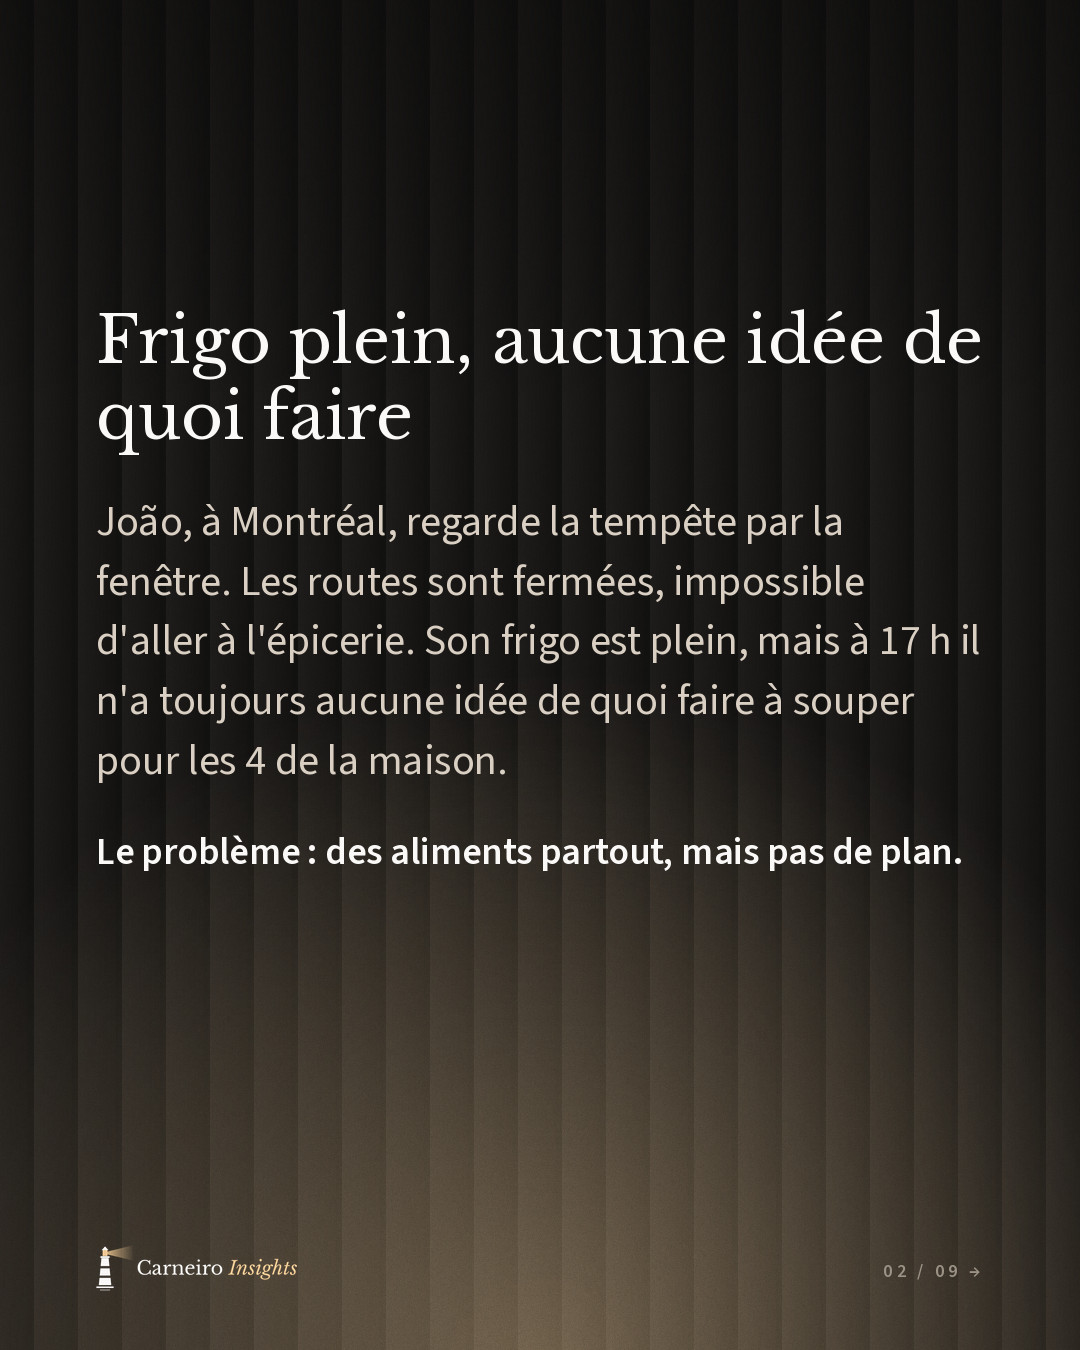 Frigo plein, aucune idée de
quoi faire
João, à Montréal, regarde la tempête par la
fenêtre. Les routes sont fermées, impossible
d'aller à l'épicerie. Son frigo est plein, mais à 17 h il
n'a toujours aucune idée de quoi faire à souper
pour les 4 de la maison.
Le problème : des aliments partout, mais pas de plan.
Carneiro Insights
02 / 09 →